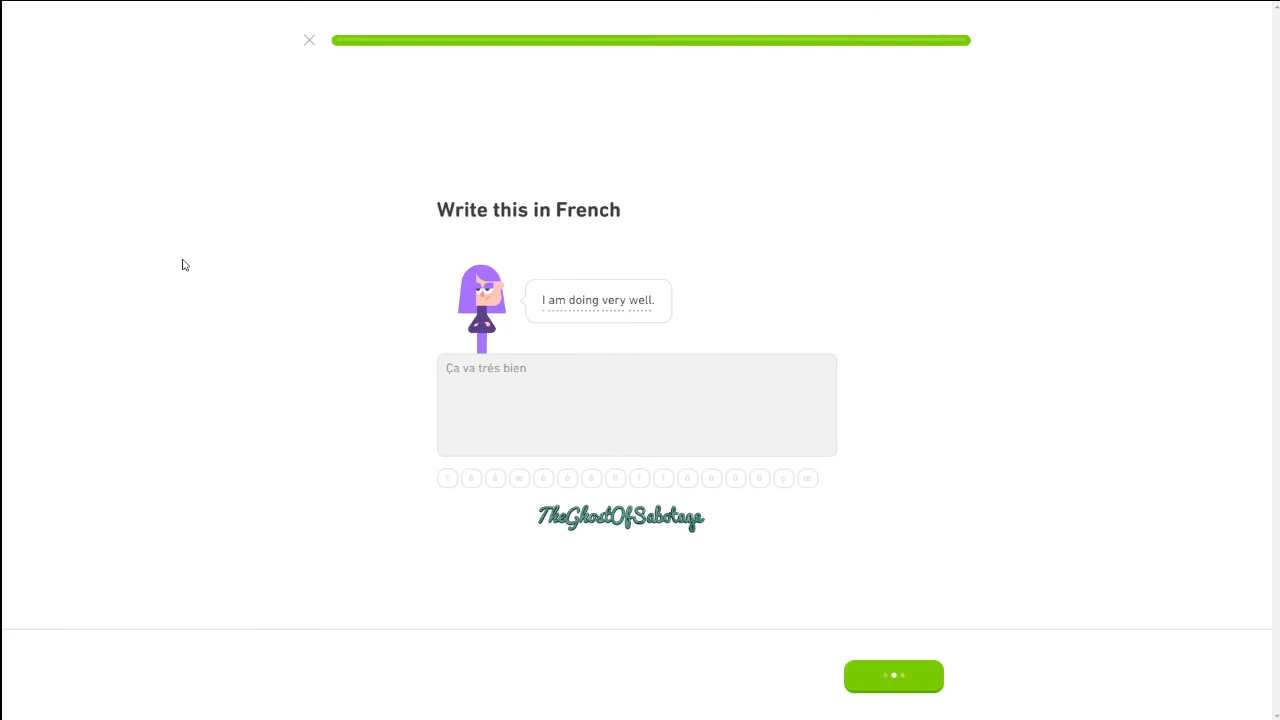 Write this in French
I am doing very well.
Ça va trés bien
TheGhostOfSabotage